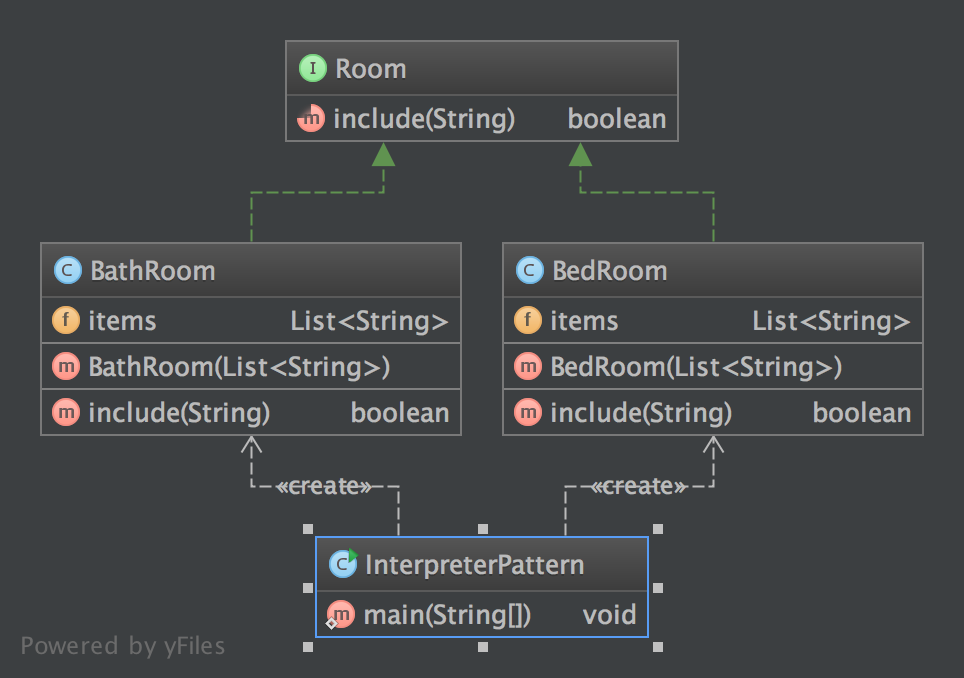 I Room
m include(String) boolean
C BathRoom
f items List<String>
m BathRoom(List<String>)
m include(String) boolean
C BedRoom
f items List<String>
m BedRoom(List<String>)
m include(String) boolean
«create»
«create»
C InterpreterPattern
m main(String[]) void
Powered by yFiles